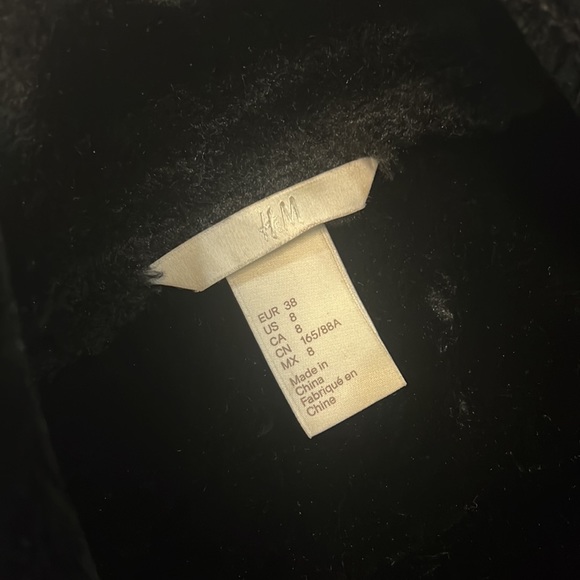 H&M
EUR 38
US 8
CA 8
CN 165/88A
MX 8
Made in
China
Fabriqué en
Chine